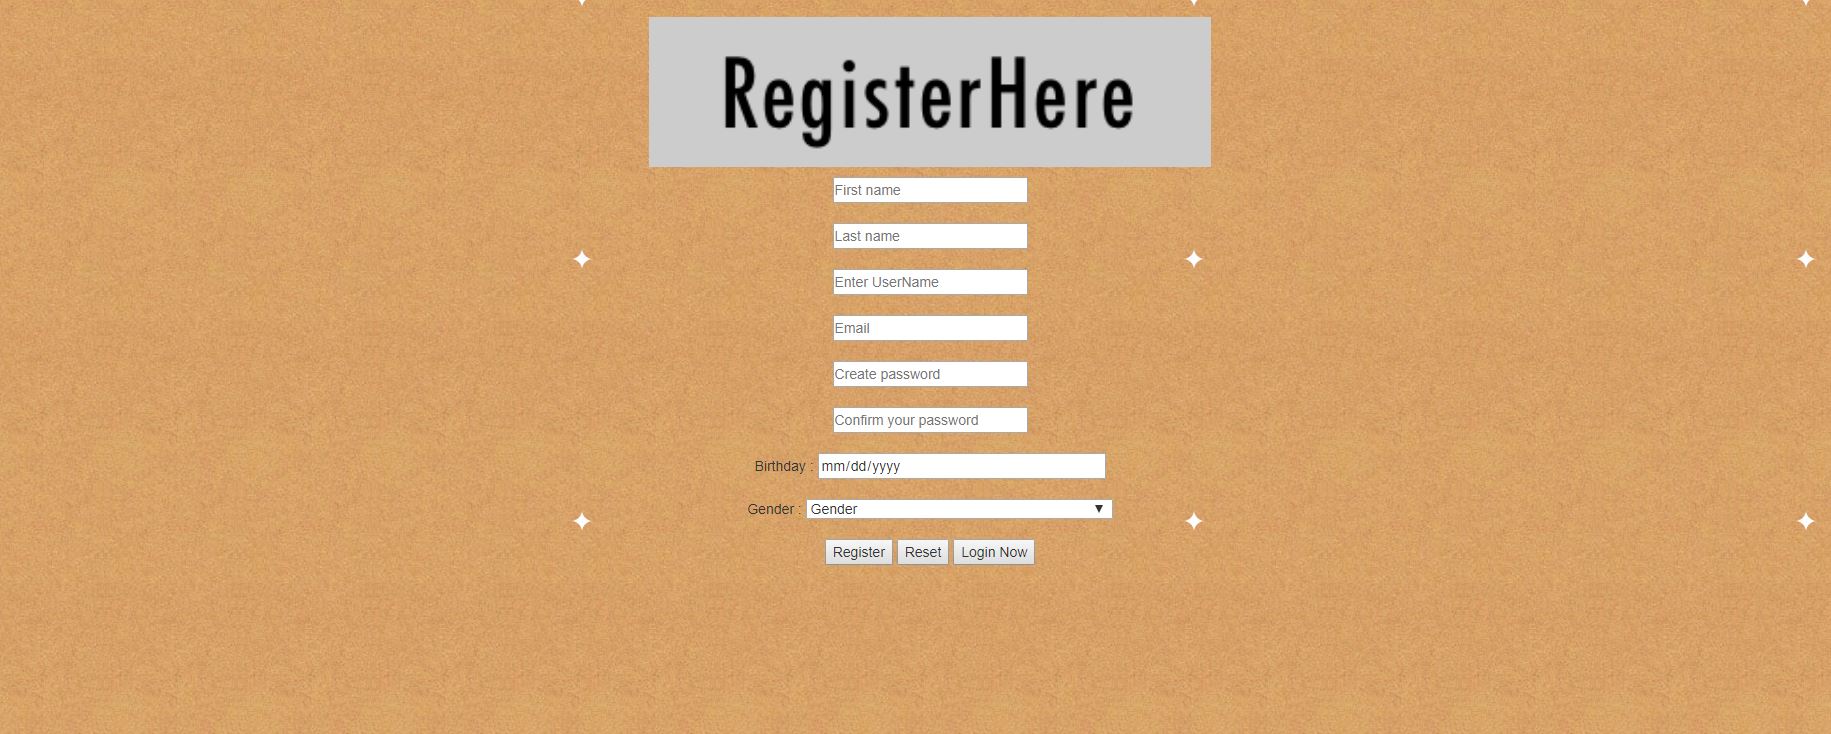 RegisterHere
First name
Last name
Enter UserName
Email
Create password
Confirm your password
Birthday : mm/dd/yyyy
Gender : Gender
Register Reset Login Now